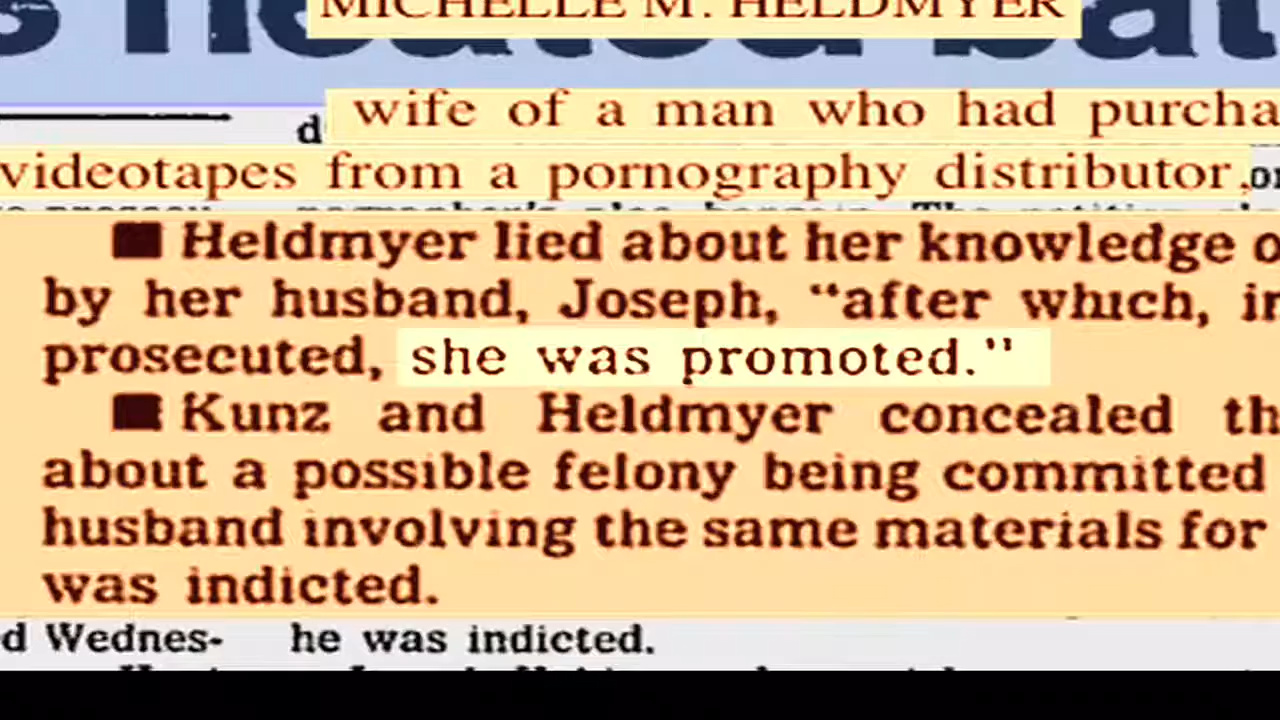 MICHELLE M. HELDMYER
wife of a man who had purcha
videotapes from a pornography distributor,
■ Heldmyer lied about her knowledge o
by her husband, Joseph, "after which, in
prosecuted, she was promoted."
■ Kunz and Heldmyer concealed th
about a possible felony being committed
husband involving the same materials for
was indicted.
d Wednes- he was indicted.